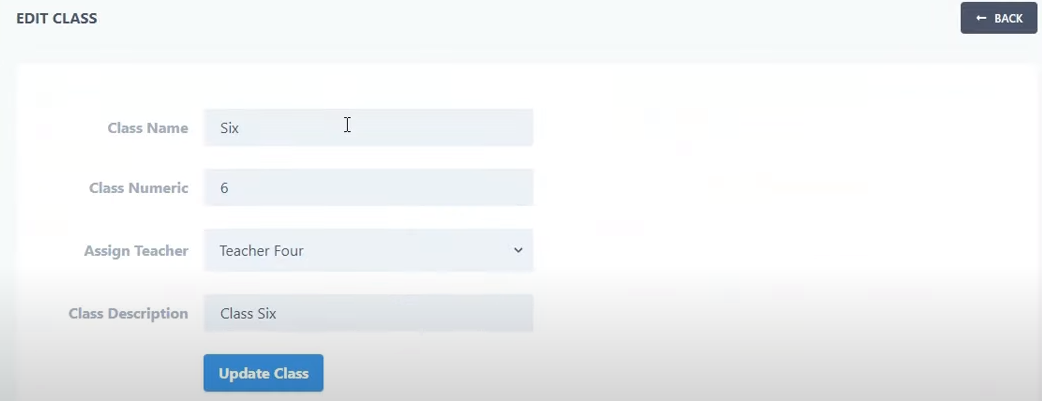 EDIT CLASS
← BACK
Class Name Six
Class Numeric 6
Assign Teacher Teacher Four
Class Description Class Six
Update Class